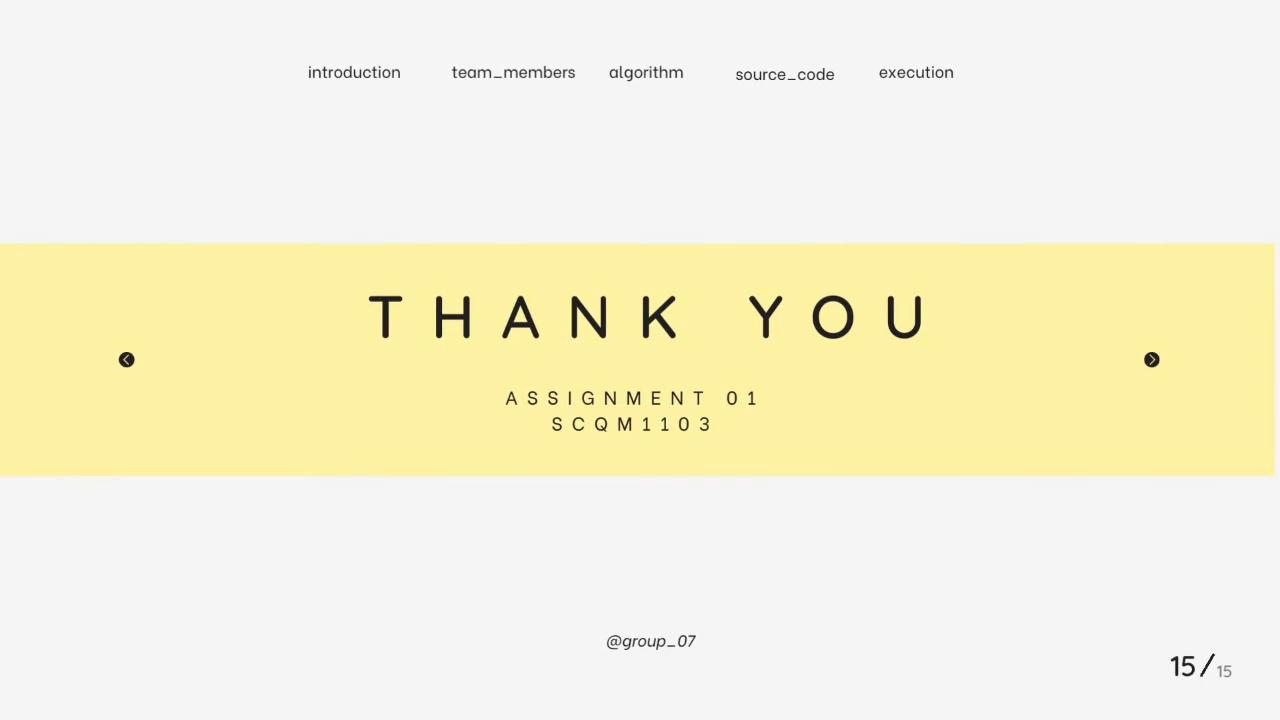 introduction team_members algorithm source_code execution
THANK YOU
ASSIGNMENT 01
SCQM1103
@group_07
15/15